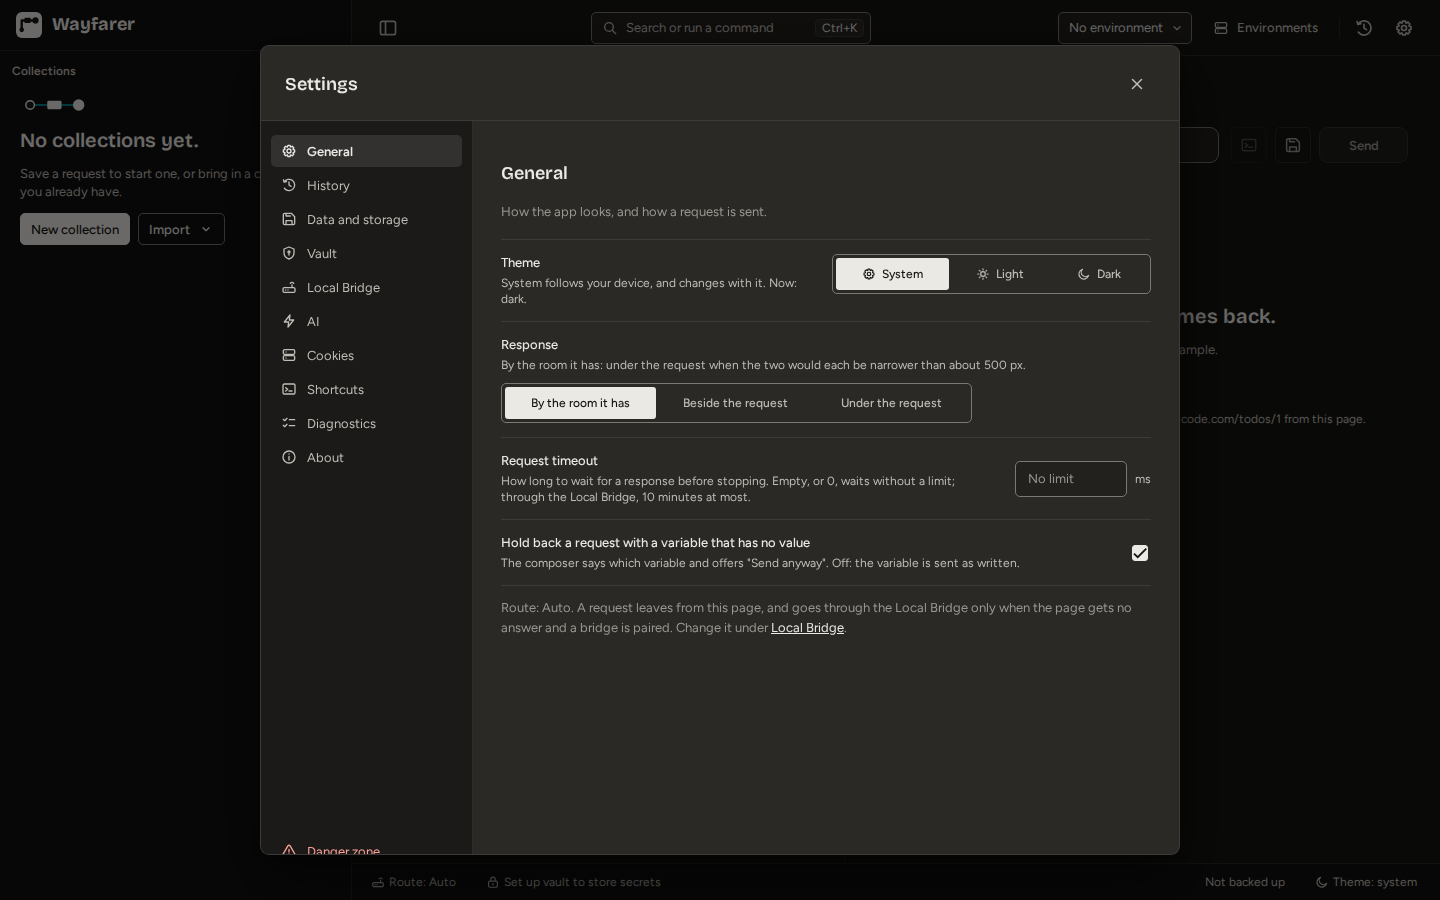 Wayfarer
Search or run a command
Ctrl+K
No environment
Environments
Collections
No collections yet.
Save a request to start one, or bring in a c
you already have.
New collection
Import
Send
mes back.
ample.
code.com/todos/1 from this page.
Settings
General
History
Data and storage
Vault
Local Bridge
AI
Cookies
Shortcuts
Diagnostics
About
Danger zone
General
How the app looks, and how a request is sent.
Theme
System follows your device, and changes with it. Now:
dark.
System
Light
Dark
Response
By the room it has: under the request when the two would each be narrower than about 500 px.
By the room it has
Beside the request
Under the request
Request timeout
How long to wait for a response before stopping. Empty, or 0, waits without a limit;
through the Local Bridge, 10 minutes at most.
No limit
ms
Hold back a request with a variable that has no value
The composer says which variable and offers "Send anyway". Off: the variable is sent as written.
Route: Auto. A request leaves from this page, and goes through the Local Bridge only when the page gets no
answer and a bridge is paired. Change it under Local Bridge.
Route: Auto
Set up vault to store secrets
Not backed up
Theme: system